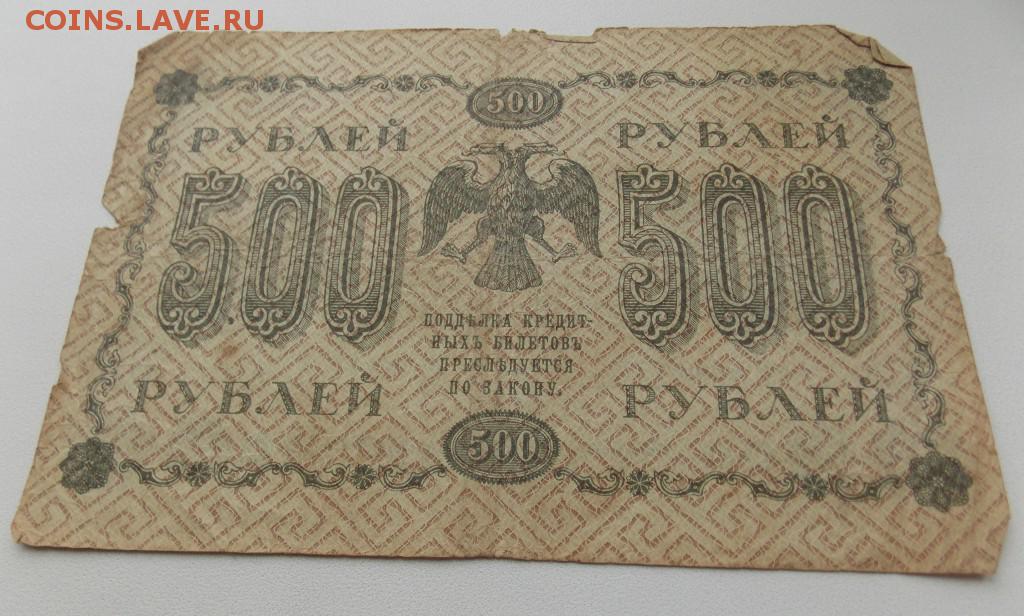 COINS.LAVE.RU
500
РУБЛЕЙ РУБЛЕЙ
500 500
ПОДДѢЛКА КРЕДИТ-
НЫХЪ БИЛЕТОВЪ
ПРЕСЛѢДУЕТСЯ
ПО ЗАКОНУ.
РУБЛЕЙ РУБЛЕЙ
500